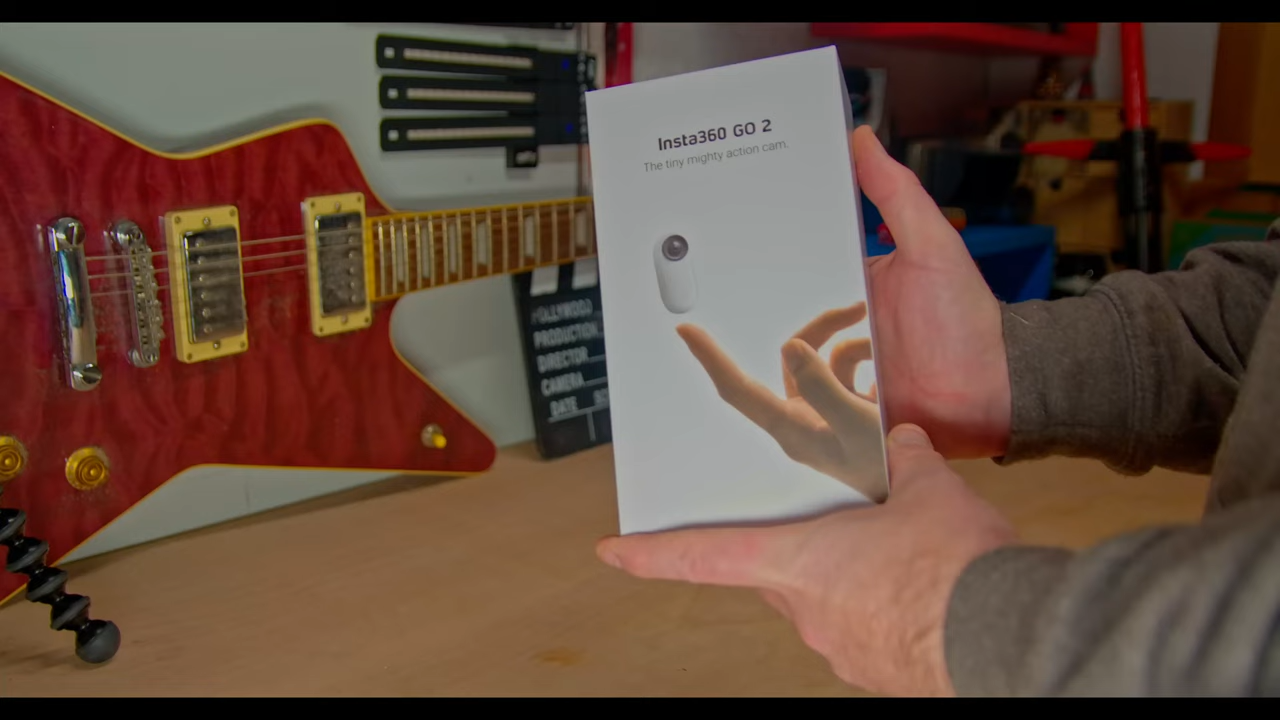 Insta360 GO 2
The tiny mighty action cam.
HOLLYWOOD
PRODUCTION
DIRECTOR
CAMERA
DATE